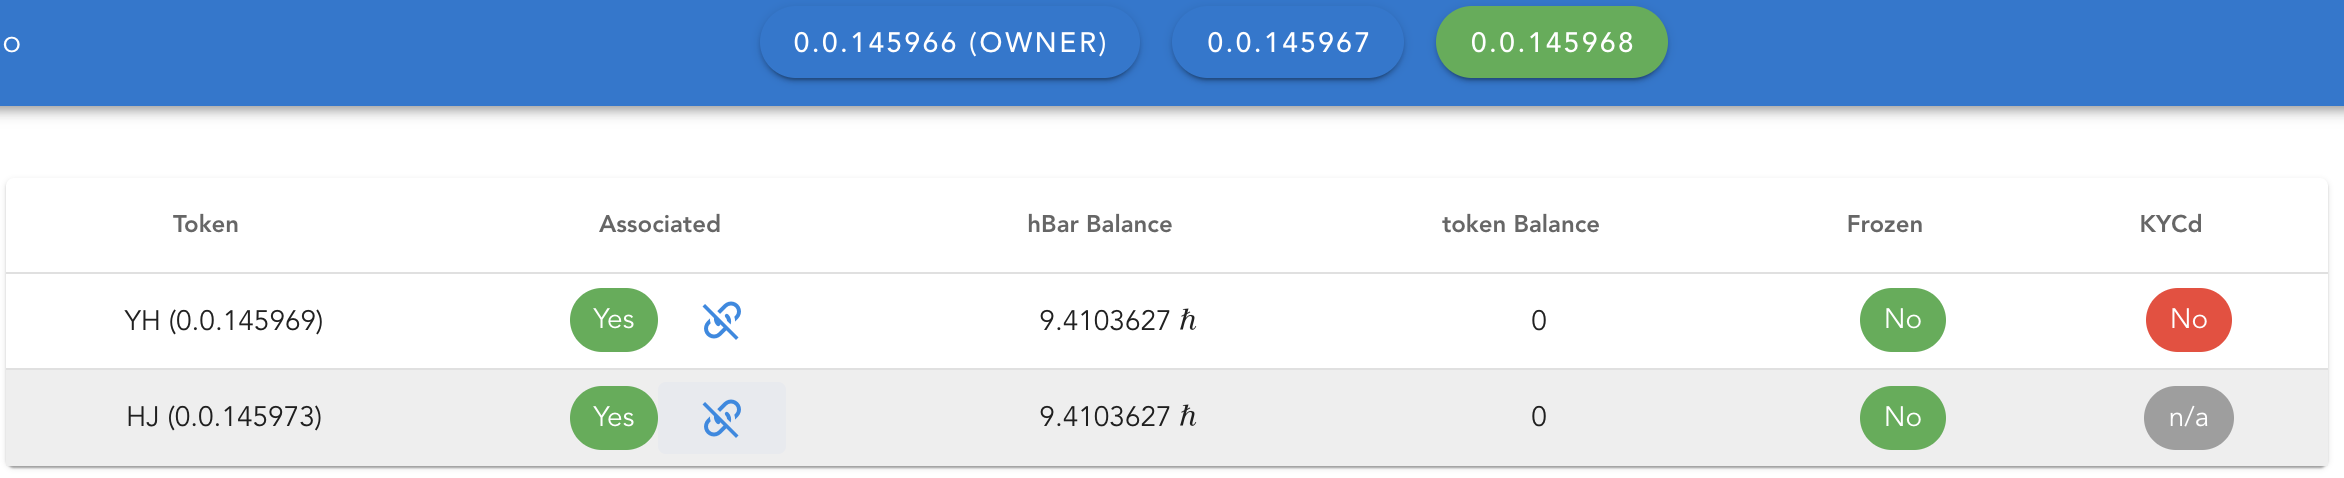 o 0.0.145966 (OWNER) 0.0.145967 0.0.145968
Token Associated hBar Balance token Balance Frozen KYCd
YH (0.0.145969) Yes 9.4103627 ℏ 0 No No
HJ (0.0.145973) Yes 9.4103627 ℏ 0 No n/a